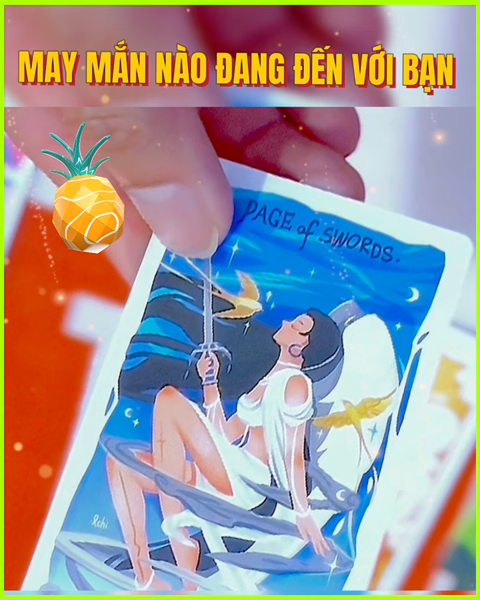 MAY MẮN NÀO ĐANG ĐẾN VỚI BẠN
PAGE of SWORDS.